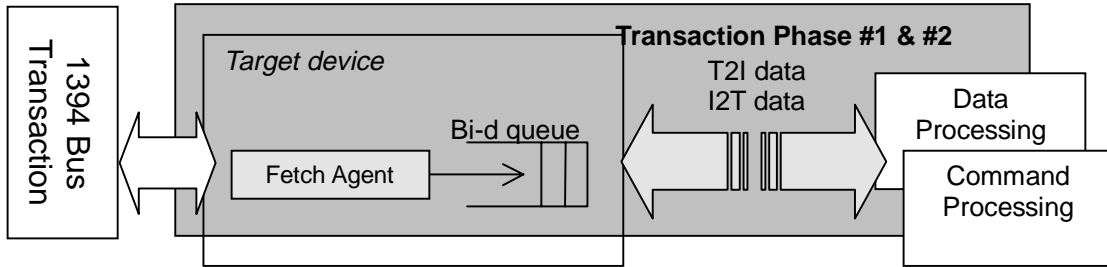 1394 Bus
Transaction
Target device
Fetch Agent
Bi-d queue
Transaction Phase #1 & #2
T2I data
I2T data
Data
Processing
Command
Processing